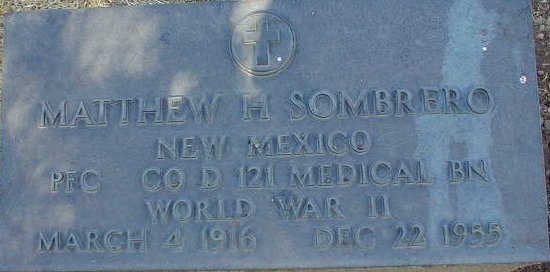 MATTHEW H SOMBRERO
NEW MEXICO
PFC CO D 121 MEDICAL BN
WORLD WAR II
MARCH 4 1916 DEC 22 1955